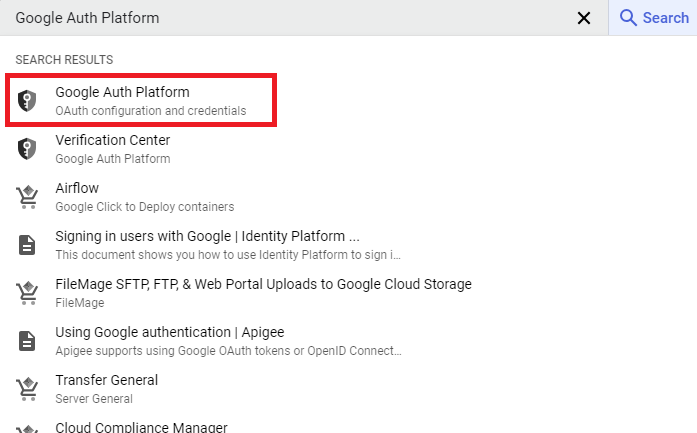 Google Auth Platform
Search
SEARCH RESULTS
Google Auth Platform
OAuth configuration and credentials
Verification Center
Google Auth Platform
Airflow
Google Click to Deploy containers
Signing in users with Google | Identity Platform ...
This document shows you how to use Identity Platform to sign i...
FileMage SFTP, FTP, & Web Portal Uploads to Google Cloud Storage
FileMage
Using Google authentication | Apigee
Apigee supports using Google OAuth tokens or OpenID Connect...
Transfer General
Server General
Cloud Compliance Manager